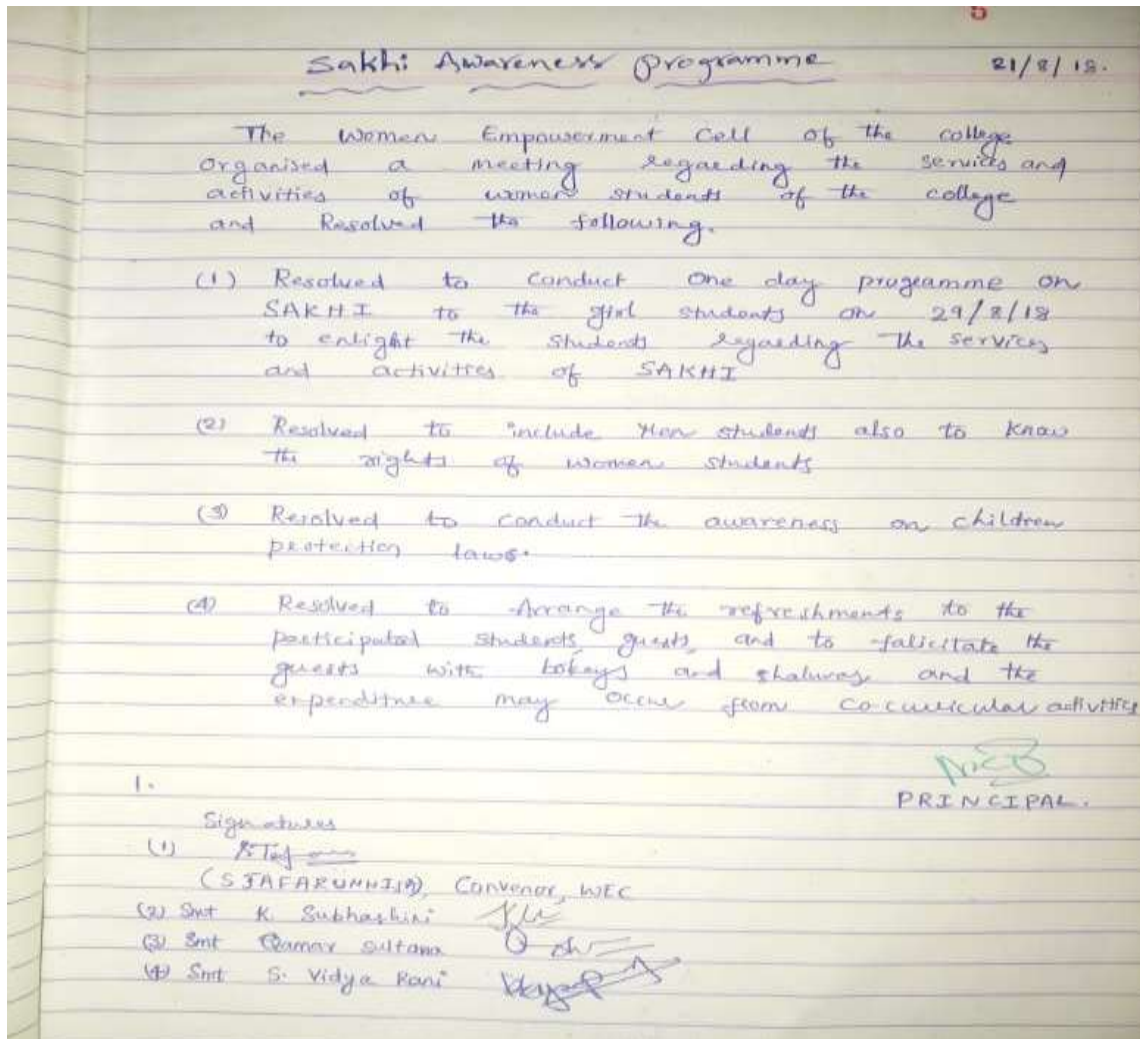 5
Sakhi Awareness Programme 21/8/18.
The Women Empowerment Cell of the college
Organised a meeting regarding the services and
activities of women students of the college
and Resolved the following.
(1) Resolved to Conduct One day programme on
SAKHI to the girl students on 29/8/18
to enlight the students regarding the services
and activities of SAKHI
(2) Resolved to include Men students also to know
the rights of women students
(3) Resolved to conduct the awareness on children
protection laws.
(4) Resolved to Arrange the refreshments to the
participated students, guests, and to falicitate the
guests with bokays and shaluvas and the
expenditure may occur from Co-curricular activities
PRINCIPAL.
1.
Signatures
(1)
(S JAFARUNNISA), Convenor, WEC
(2) Smt K. Subhashini
(3) Smt Qamar Sultana
(4) Smt S. Vidya Rani